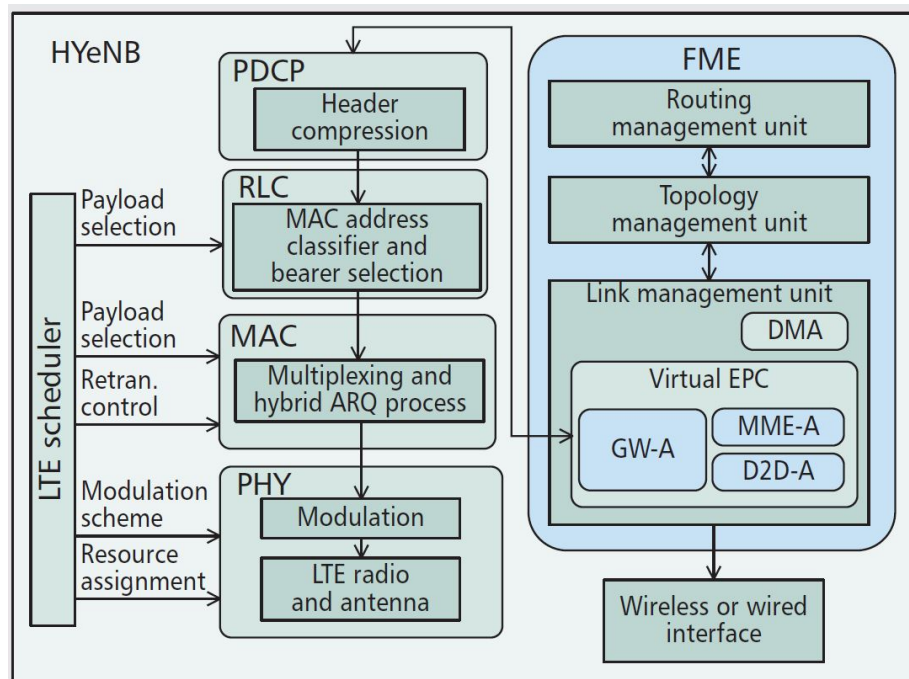 HYeNB
PDCP
Header
compression
RLC
MAC address
classifier and
bearer selection
MAC
Multiplexing and
hybrid ARQ process
PHY
Modulation
LTE radio
and antenna
LTE scheduler
Payload
selection
Payload
selection
Retran.
control
Modulation
scheme
Resource
assignment
FME
Routing
management unit
Topology
management unit
Link management unit
DMA
Virtual EPC
GW-A
MME-A
D2D-A
Wireless or wired
interface